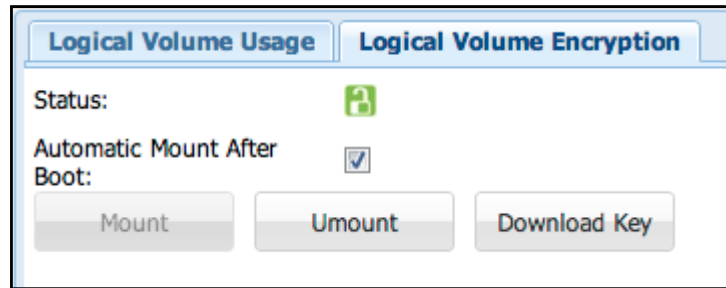 Logical Volume Usage
Logical Volume Encryption
Status:
Automatic Mount After
Boot:
Mount
Umount
Download Key